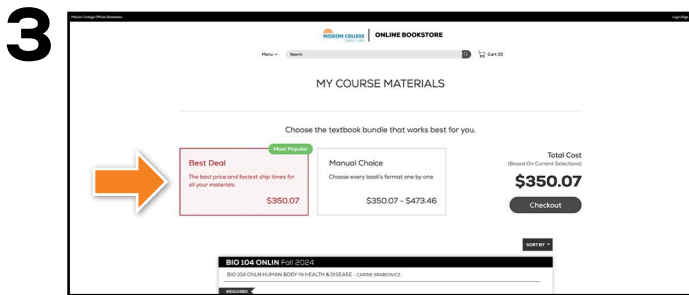 3
Mission College Official Bookstore
Login/Sign
MISSION COLLEGE
ONLINE BOOKSTORE
Menu
Search
Cart (0)
MY COURSE MATERIALS
Choose the textbook bundle that works best for you.
Most Popular
Best Deal
The best price and fastest ship times for
all your materials.
$350.07
Manual Choice
Choose every book's format one by one.
$350.07 - $473.46
Total Cost
(Based On Current Selections)
$350.07
Checkout
SORT BY
BIO 104 ONLIN Fall 2024
BIO 104 ONLN HUMAN BODY IN HEALTH & DISEASE - CARRIE GRABOWICZ
REQUIRED